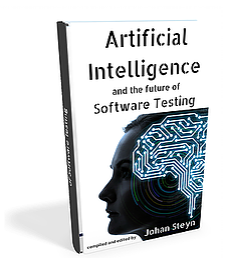 Artificial
Intelligence
and the future of
Software Testing
compiled and edited by Johan Steyn